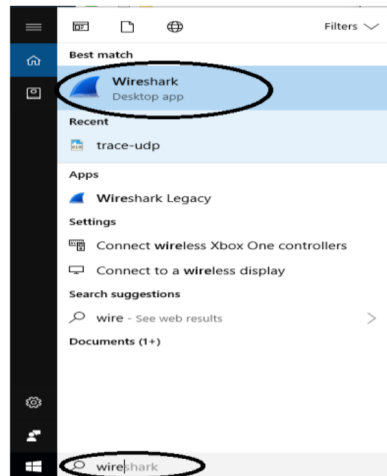 Filters
Best match
Wireshark
Desktop app
Recent
trace-udp
Apps
Wireshark Legacy
Settings
Connect wireless Xbox One controllers
Connect to a wireless display
Search suggestions
wire - See web results
Documents (1+)
wireshark